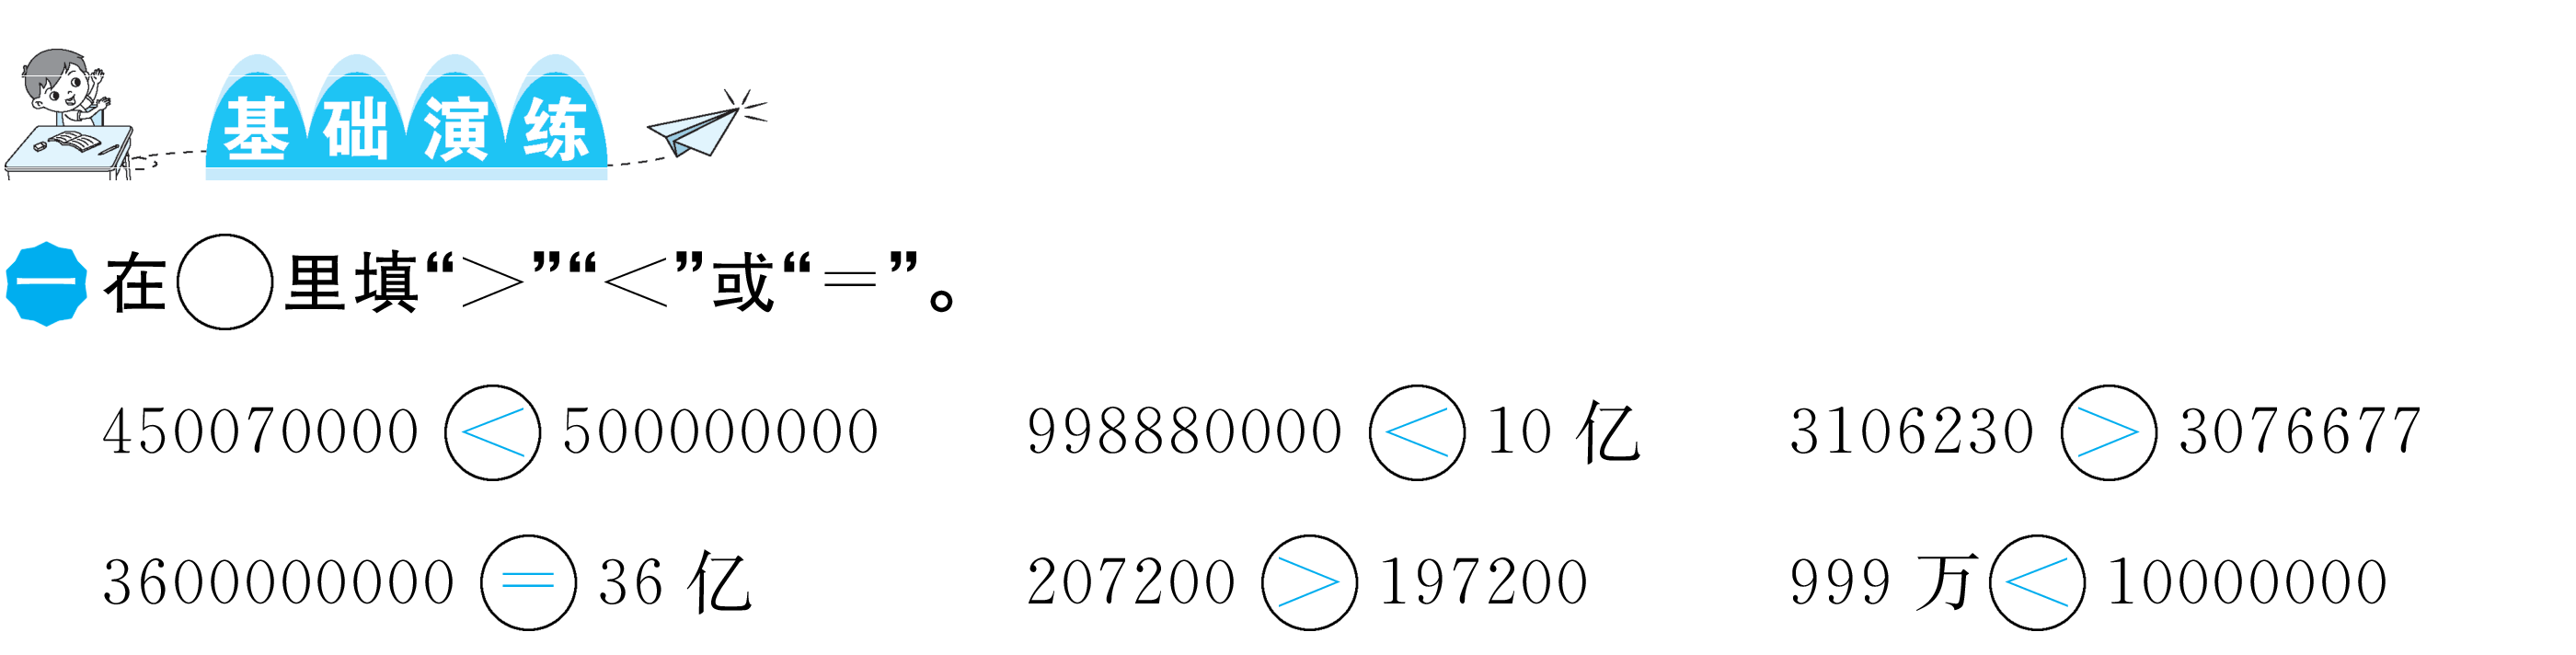 基础演练
一 在○里填“>”“<”或“=”。
450070000 < 500000000 998880000 < 10 亿 3106230 > 3076677
3600000000 = 36 亿 207200 > 197200 999 万 < 10000000